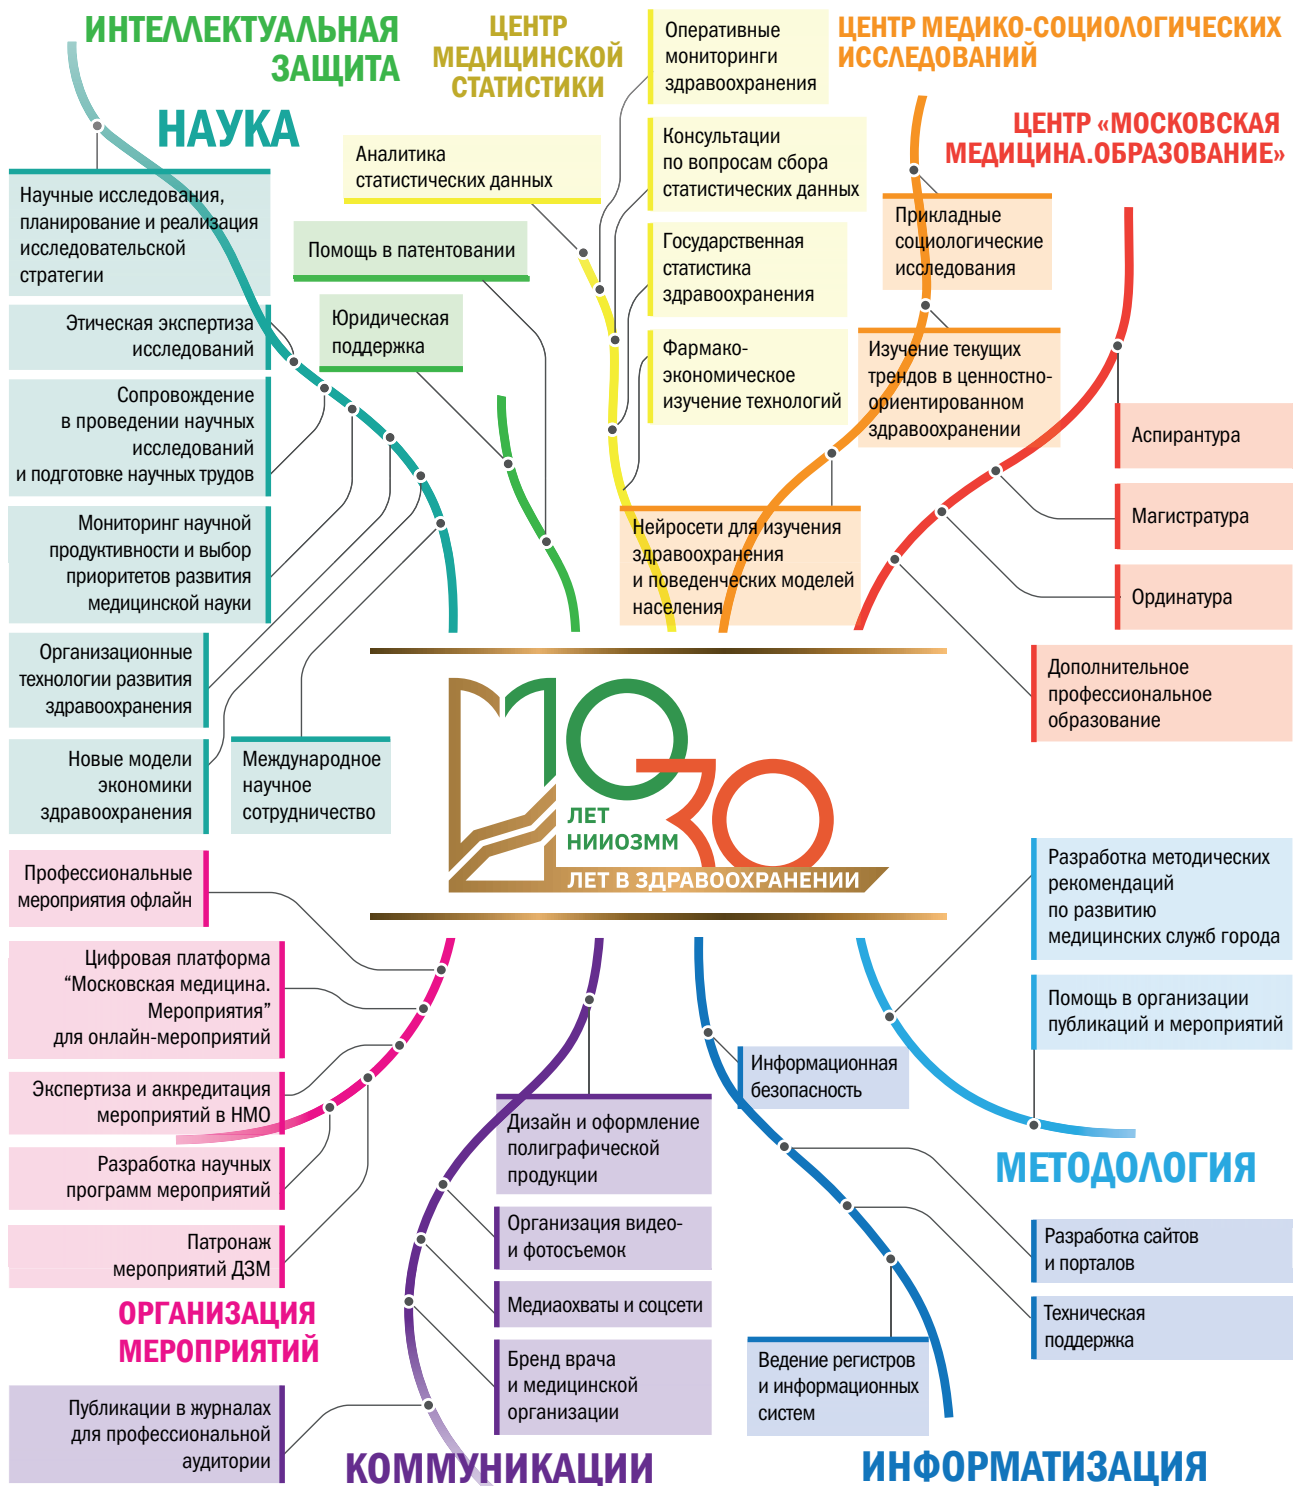 ИНТЕЛЛЕКТУАЛЬНАЯ
ЗАЩИТА
НАУКА
Научные исследования,
планирование и реализация
исследовательской
стратегии
Этическая экспертиза
исследований
Сопровождение
в проведении научных
исследований
и подготовке научных трудов
Мониторинг научной
продуктивности и выбор
приоритетов развития
медицинской науки
Организационные
технологии развития
здравоохранения
Новые модели
экономики
здравоохранения
Международное
научное
сотрудничество
Помощь в патентовании
Юридическая
поддержка
ЦЕНТР
МЕДИЦИНСКОЙ
СТАТИСТИКИ
Аналитика
статистических данных
Оперативные
мониторинги
здравоохранения
Консультации
по вопросам сбора
статистических данных
Государственная
статистика
здравоохранения
Фармако-
экономическое
изучение технологий
ЦЕНТР МЕДИКО-СОЦИОЛОГИЧЕСКИХ
ИССЛЕДОВАНИЙ
Прикладные
социологические
исследования
Изучение текущих
трендов в ценностно-
ориентированном
здравоохранении
Нейросети для изучения
здравоохранения
и поведенческих моделей
населения
ЦЕНТР «МОСКОВСКАЯ
МЕДИЦИНА.ОБРАЗОВАНИЕ»
Аспирантура
Магистратура
Ординатура
Дополнительное
профессиональное
образование
10
ЛЕТ
НИИОЗММ
30
ЛЕТ В ЗДРАВООХРАНЕНИИ
Профессиональные
мероприятия офлайн
Цифровая платформа
“Московская медицина.
Мероприятия”
для онлайн-мероприятий
Экспертиза и аккредитация
мероприятий в НМО
Разработка научных
программ мероприятий
Патронаж
мероприятий ДЗМ
ОРГАНИЗАЦИЯ
МЕРОПРИЯТИЙ
Публикации в журналах
для профессиональной
аудитории
Дизайн и оформление
полиграфической
продукции
Организация видео-
и фотосъемок
Медиаохваты и соцсети
Бренд врача
и медицинской
организации
КОММУНИКАЦИИ
Информационная
безопасность
Разработка сайтов
и порталов
Техническая
поддержка
Ведение регистров
и информационных
систем
ИНФОРМАТИЗАЦИЯ
Разработка методических
рекомендаций
по развитию
медицинских служб города
Помощь в организации
публикаций и мероприятий
МЕТОДОЛОГИЯ